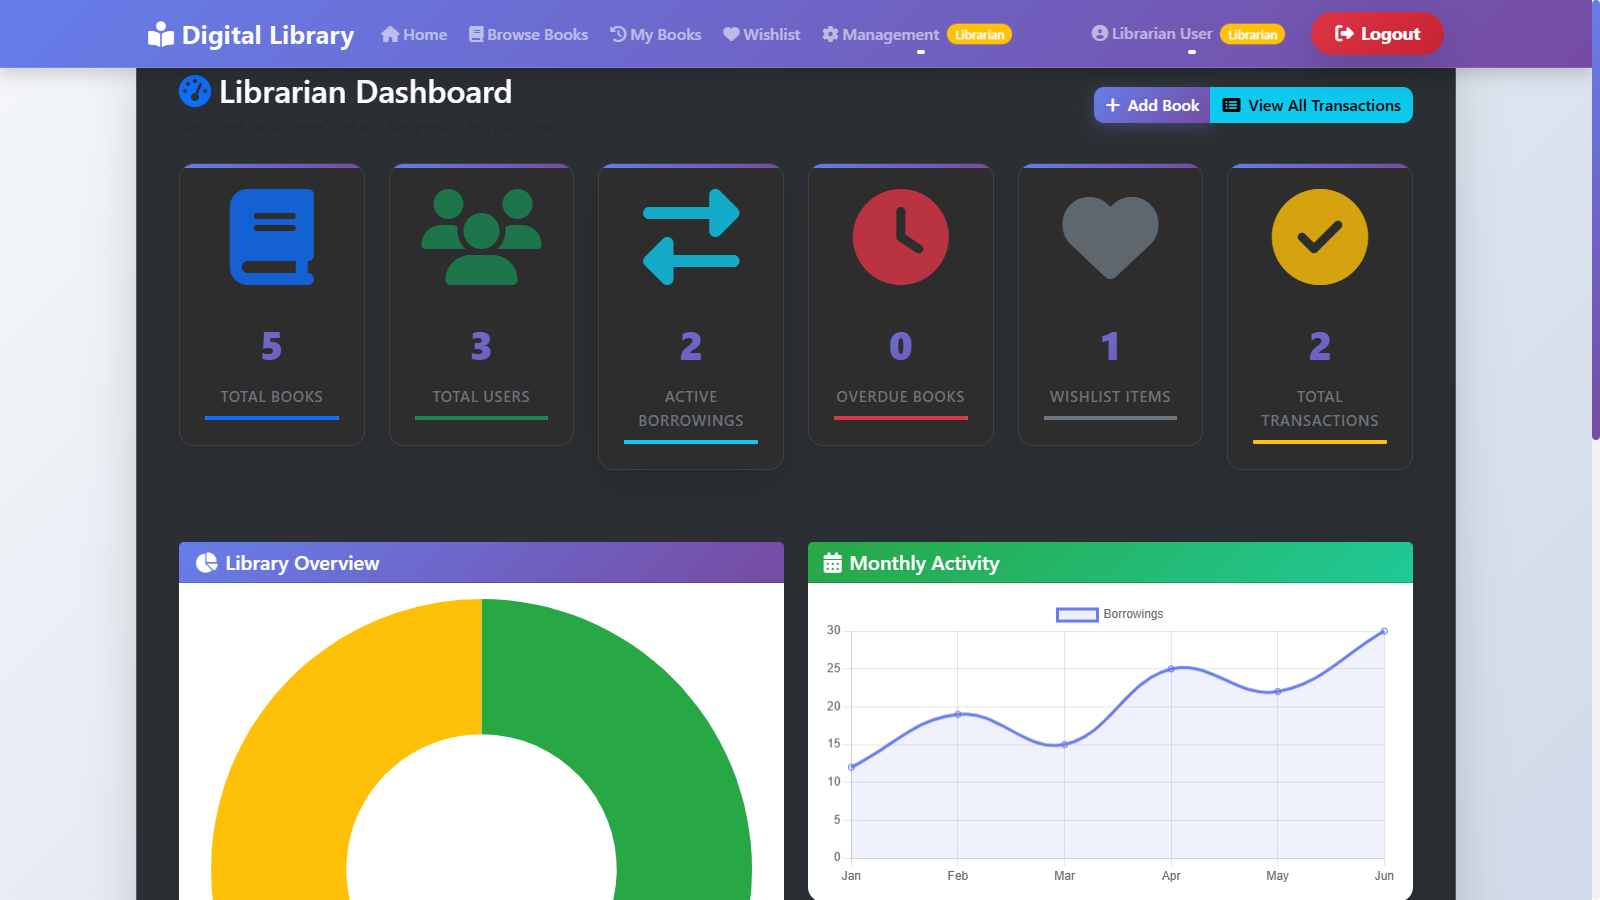 Digital Library
Home
Browse Books
My Books
Wishlist
Management Librarian
Librarian User Librarian
Logout
Librarian Dashboard
Welcome back! Here's what's happening in your library.
Add Book
View All Transactions
5
TOTAL BOOKS
3
TOTAL USERS
2
ACTIVE
BORROWINGS
0
OVERDUE BOOKS
1
WISHLIST ITEMS
2
TOTAL
TRANSACTIONS
Library Overview
Monthly Activity
Borrowings
30
25
20
15
10
5
0
Jan Feb Mar Apr May Jun